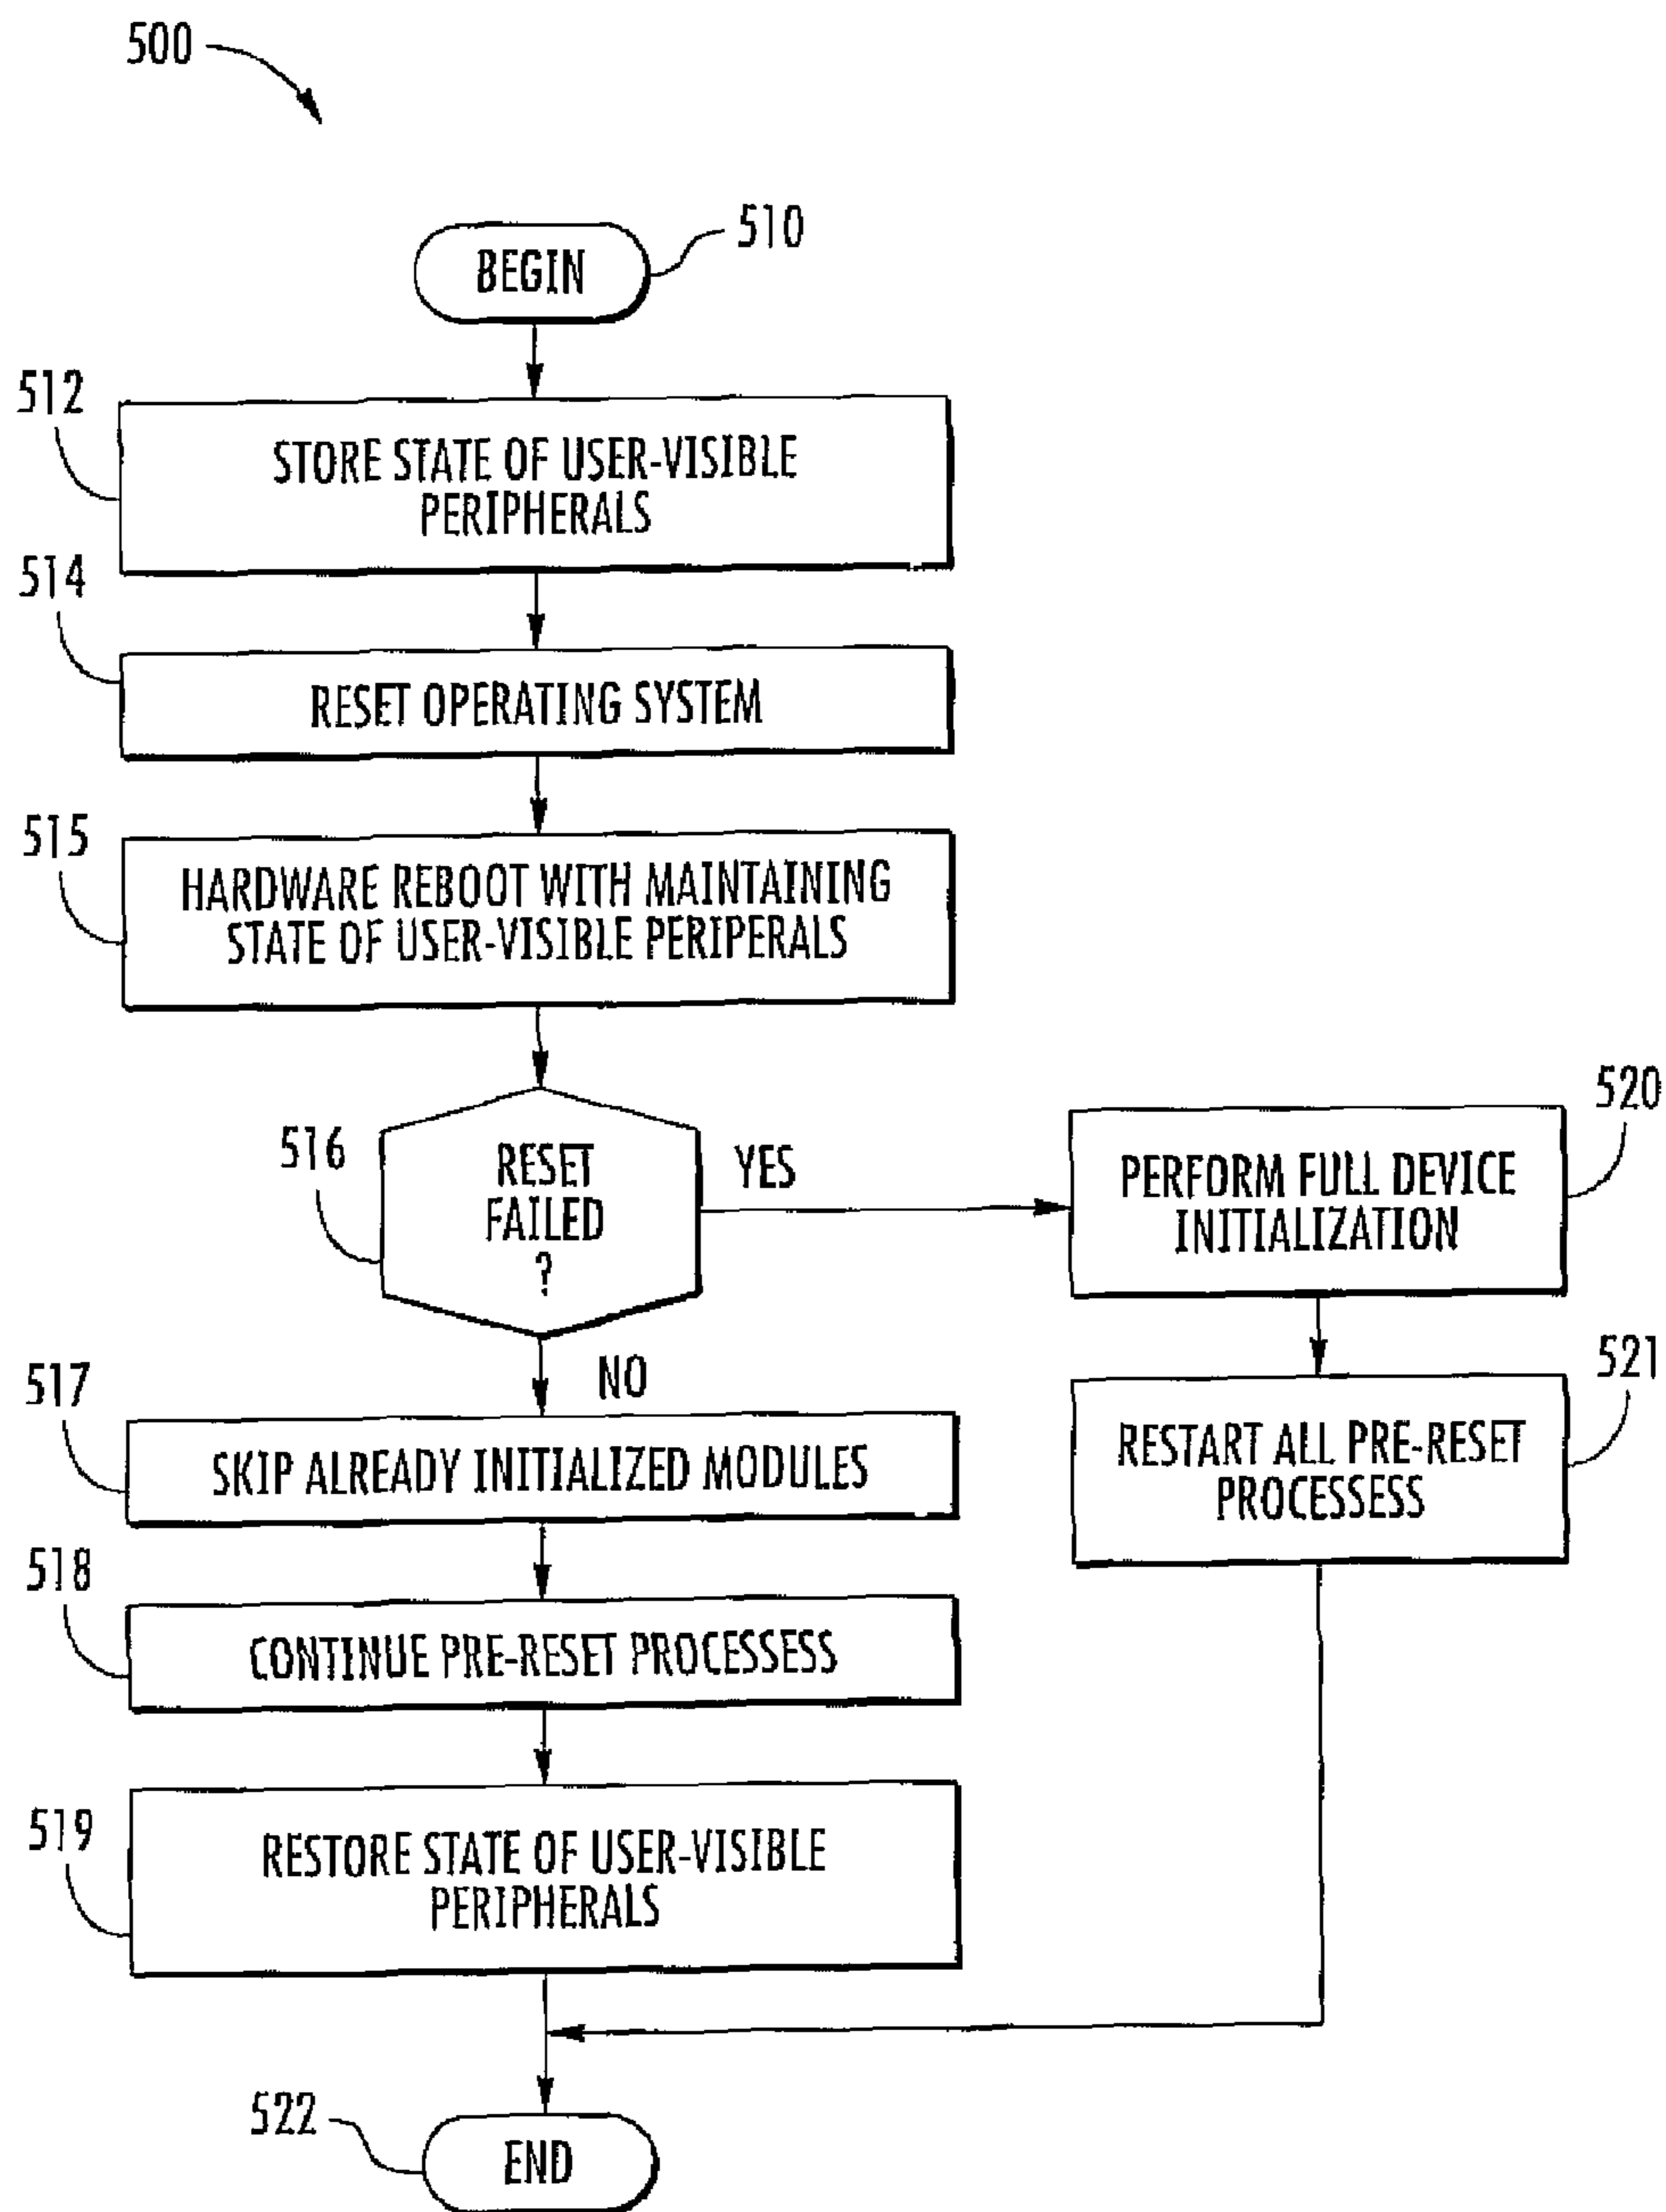 500
BEGIN
510
512
STORE STATE OF USER-VISIBLE
PERIPHERALS
514
RESET OPERATING SYSTEM
515
HARDWARE REBOOT WITH MAINTAINING
STATE OF USER-VISIBLE PERIPERALS
516
RESET
FAILED
?
YES
NO
520
PERFORM FULL DEVICE
INITIALIZATION
521
RESTART ALL PRE-RESET
PROCESSESS
517
SKIP ALREADY INITIALIZED MODULES
518
CONTINUE PRE-RESET PROCESSESS
519
RESTORE STATE OF USER-VISIBLE
PERIPHERALS
522
END